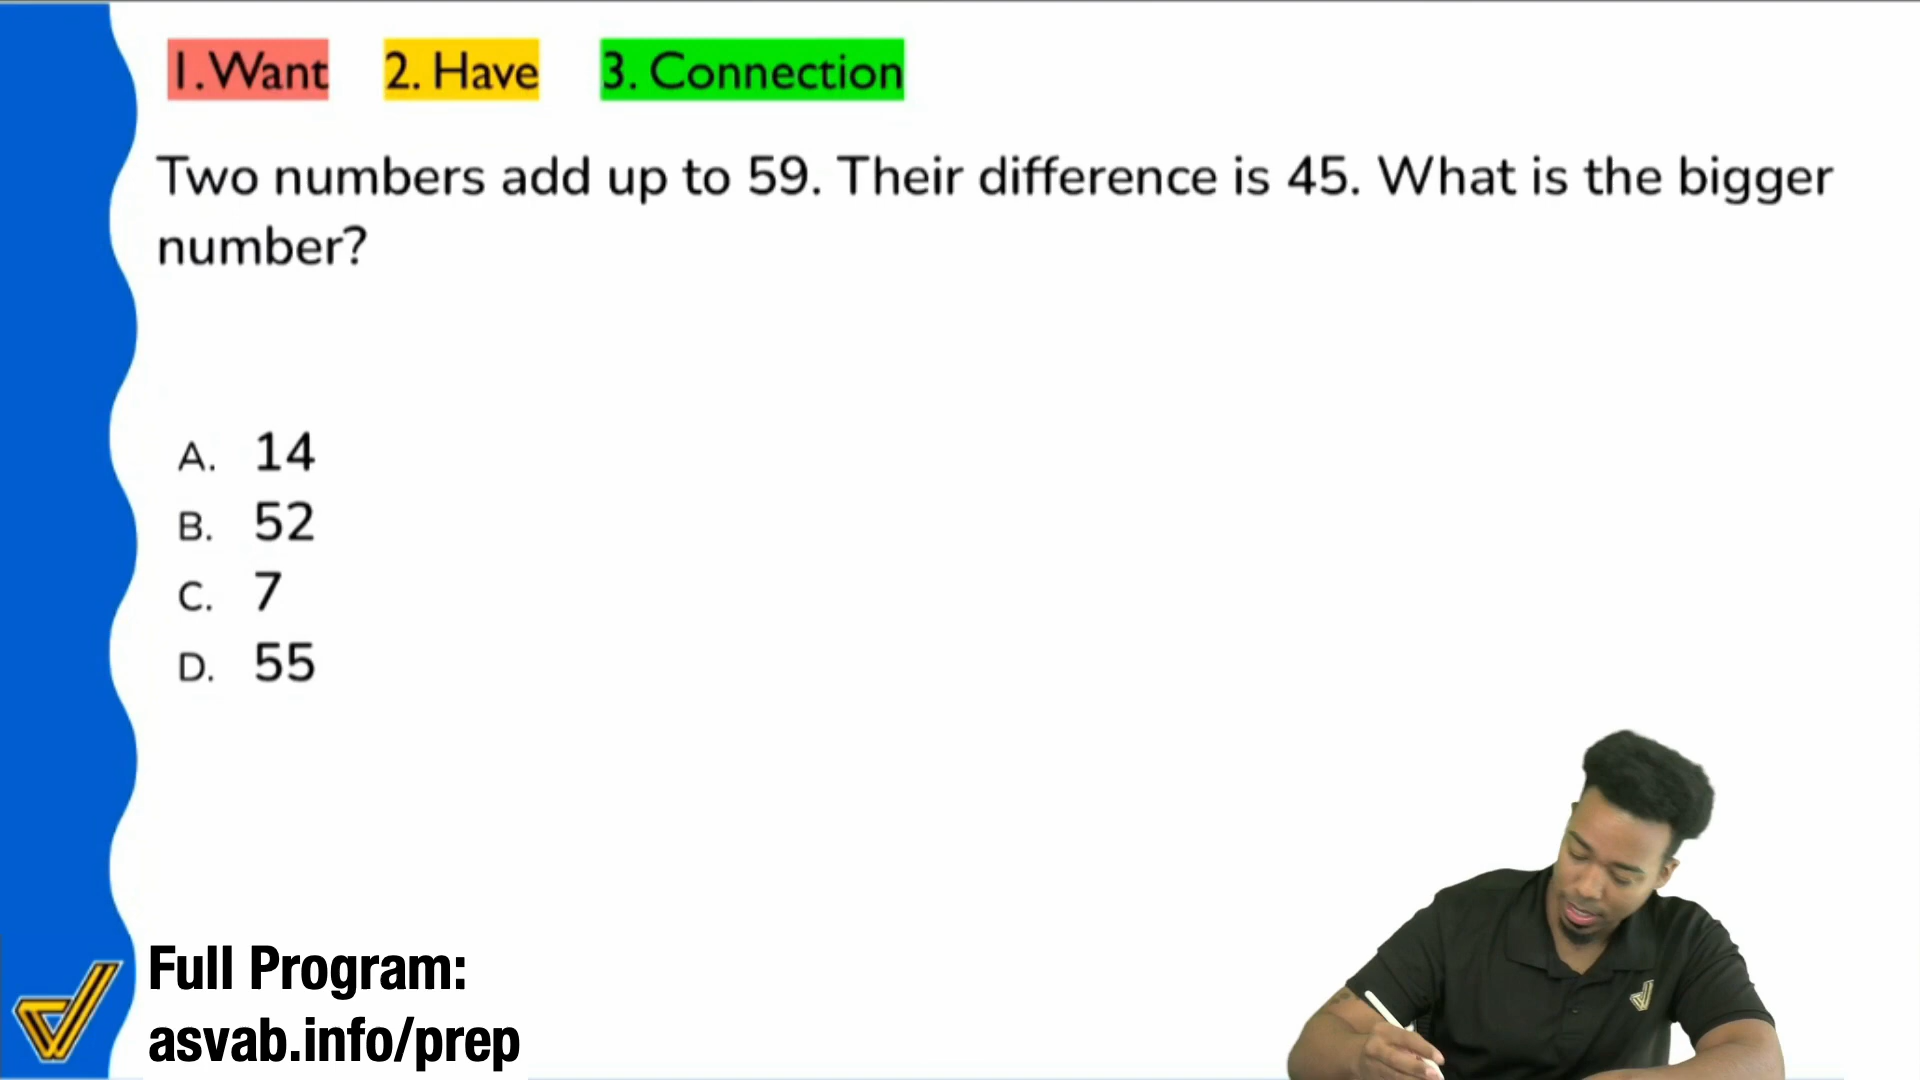 1. Want 2. Have 3. Connection
Two numbers add up to 59. Their difference is 45. What is the bigger
number?
A. 14
B. 52
C. 7
D. 55
Full Program:
asvab.info/prep